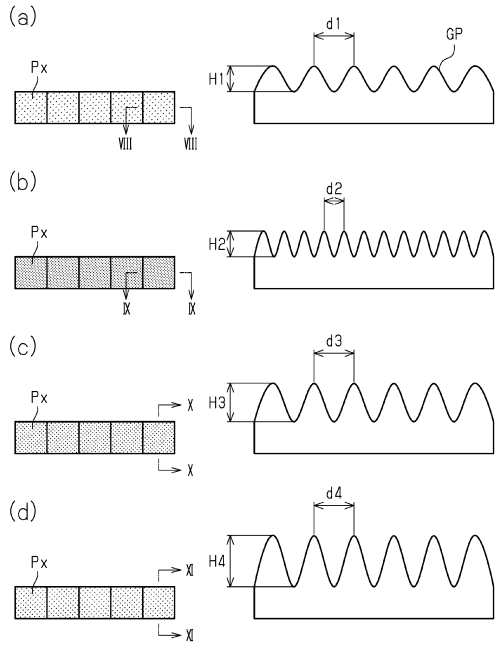 (a)
d1
GP
Px
H1
VIII VIII
(b)
d2
Px
H2
IX IX
(c)
d3
Px
X
H3
X
(d)
d4
XI
Px
H4
XI